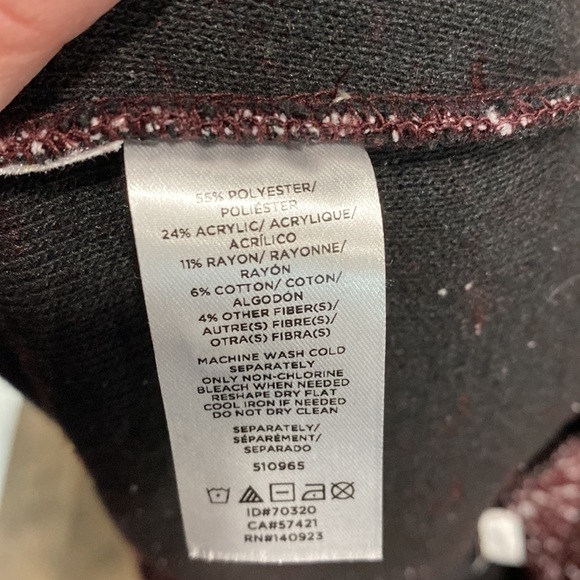 55% POLYESTER/
POLIÉSTER
24% ACRYLIC/ ACRYLIQUE/
ACRÍLICO
11% RAYON/ RAYONNE/
RAYÓN
6% COTTON/ COTON/
ALGODÓN
4% OTHER FIBER(S)/
AUTRE(S) FIBRE(S)/
OTRA(S) FIBRA(S)
MACHINE WASH COLD
SEPARATELY
ONLY NON-CHLORINE
BLEACH WHEN NEEDED
RESHAPE DRY FLAT
COOL IRON IF NEEDED
DO NOT DRY CLEAN
SEPARATELY/
SÉPARÉMENT/
SEPARADO
510965
ID#70320
CA#57421
RN#140923